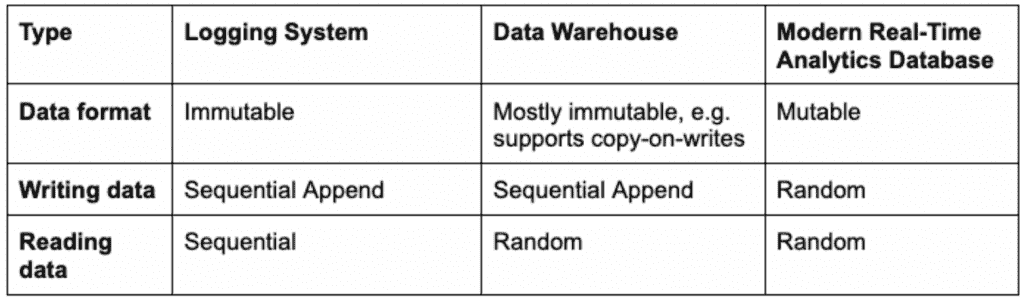 Type Logging System Data Warehouse Modern Real-Time
Analytics Database
Data format Immutable Mostly immutable, e.g. Mutable
supports copy-on-writes
Writing data Sequential Append Sequential Append Random
Reading Sequential Random Random
data